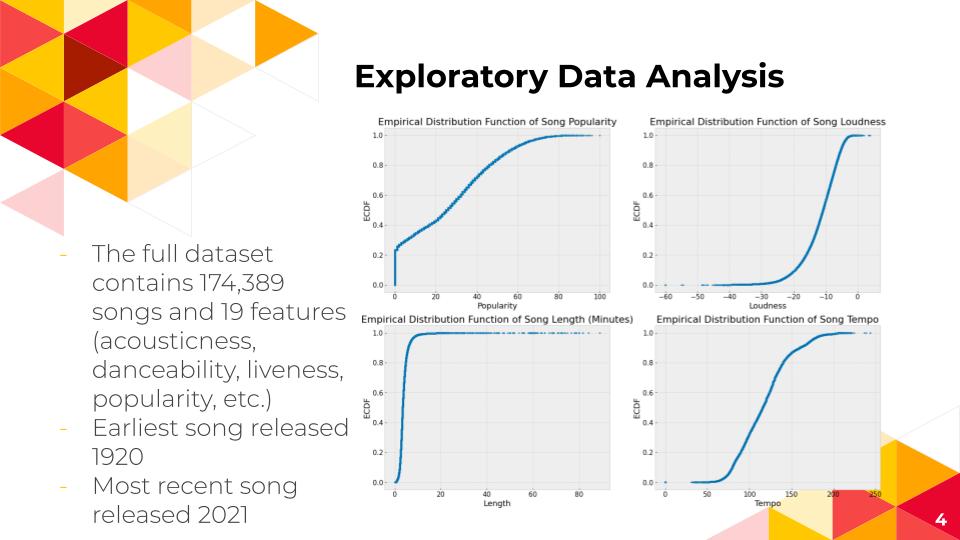 Exploratory Data Analysis
- The full dataset
contains 174,389
songs and 19 features
(acousticness,
danceability, liveness,
popularity, etc.)
- Earliest song released
1920
- Most recent song
released 2021
Empirical Distribution Function of Song Popularity
1.0
0.8
0.6
0.4
0.2
0.0
ECDF
0 20 40 60 80 100
Popularity
Empirical Distribution Function of Song Loudness
1.0
0.8
0.6
0.4
0.2
0.0
ECDF
−60 −50 −40 −30 −20 −10 0
Loudness
Empirical Distribution Function of Song Length (Minutes)
1.0
0.8
0.6
0.4
0.2
0.0
ECDF
0 20 40 60 80
Length
Empirical Distribution Function of Song Tempo
1.0
0.8
0.6
0.4
0.2
0.0
ECDF
0 50 100 150 200 250
Tempo
4